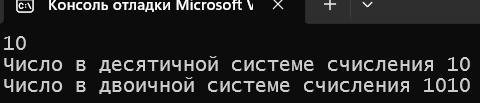 Консоль отладки Microsoft V
10
Число в десятичной системе счисления 10
Число в двоичной системе счисления 1010